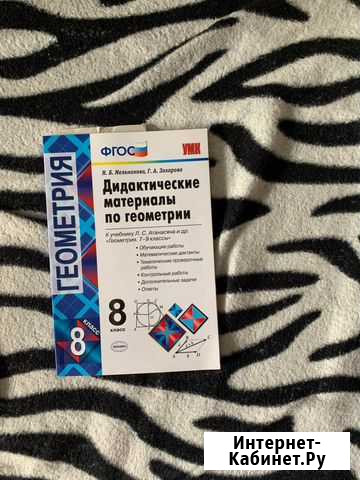 ФГОС
УМК
Н. Б. Мельникова, Г. А. Захарова
Дидактические
материалы
по геометрии
К учебнику Л. С. Атанасяна и др.
«Геометрия. 7–9 классы»
• Обучающие работы
• Математические диктанты
• Тематические проверочные
работы
• Контрольные работы
• Дополнительные задачи
• Ответы
8
класс
ГЕОМЕТРИЯ
8 класс
ЭКЗАМЕН
Интернет-
Кабинет.Ру